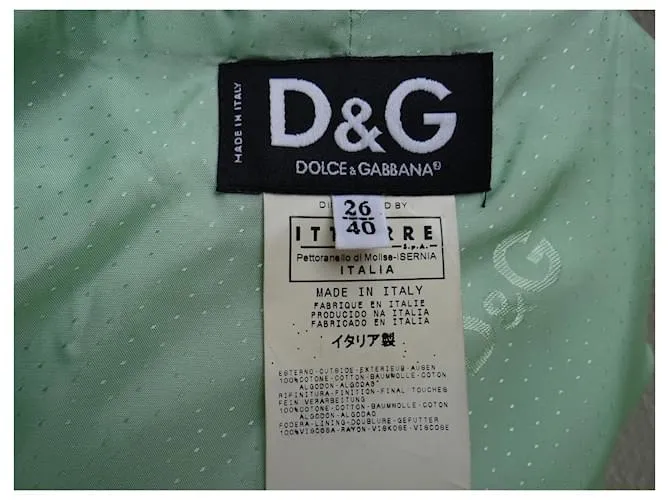 MADE IN ITALY
D&G
DOLCE & GABBANA
26
40
BY
S.p.A.
Pettoranello di Molise-ISERNIA
ITALIA
MADE IN ITALY
FABRIQUE EN ITALIE
PRODUCIDO NA ITALIA
FABRICADO EN ITALIA
イタリア製
ESTERNO-OUTSIDE-EXTERIEUR-AUSEN
100%COTONE-COTTON-BAUMWOLLE-COTON
ALGODON-ALGODAO
RIFINITURA-FINITION-FINAL TOUCHES
FEIN VERARBEITUNG
100%COTONE-COTTON-BAUMWOLLE-COTON
ALGODON-ALGODAO
FODERA-LINING-DOUBLURE-GEFUTTER
100%VISCOSA-RAYON-VISKOSE-VISCOSE
D&G